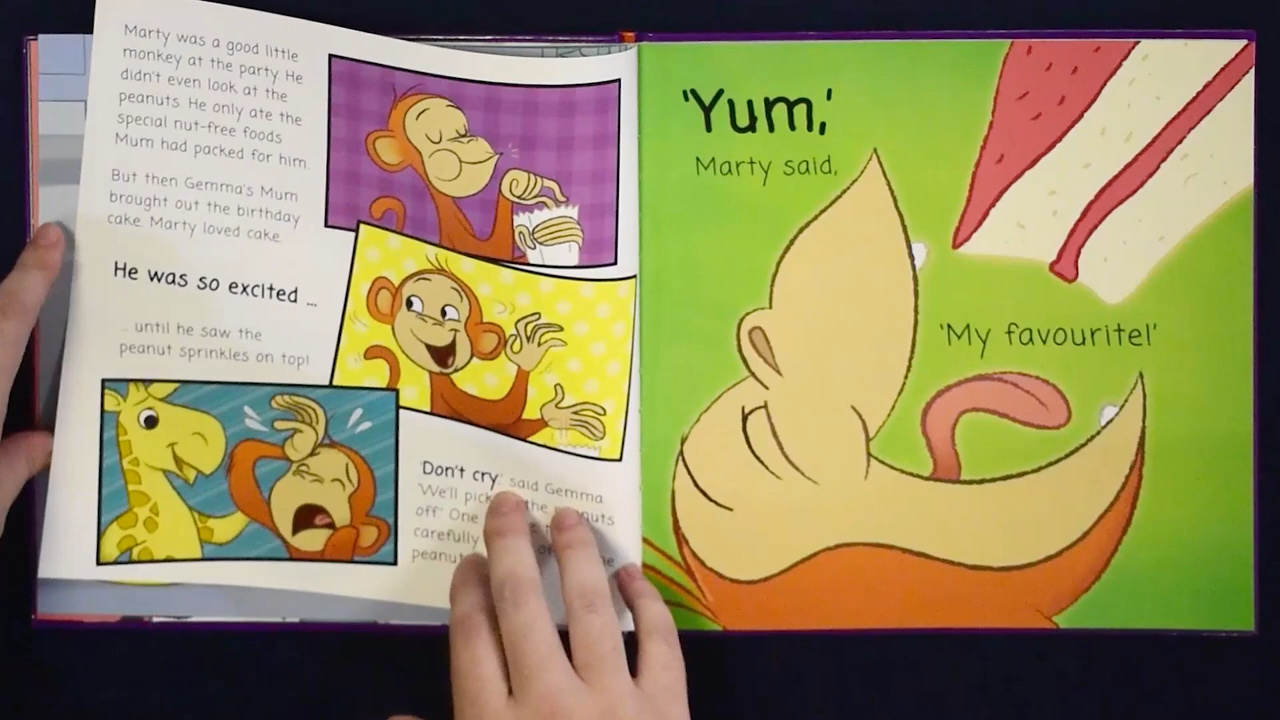 Marty was a good little
monkey at the party. He
didn't even look at the
peanuts. He only ate the
special nut-free foods
Mum had packed for him.
But then Gemma's Mum
brought out the birthday
cake. Marty loved cake.
He was so excited ...
... until he saw the
peanut sprinkles on top!
'Don't cry,' said Gemma.
'We'll pick the peanuts
off.' One
carefully
'Yum,'
Marty said,
'My favourite!'